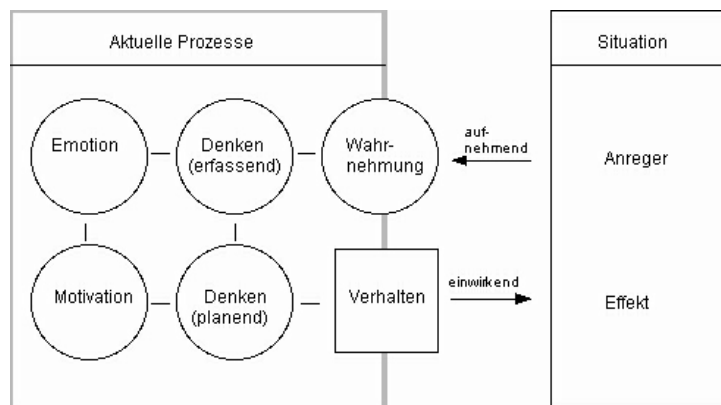 Aktuelle Prozesse
Situation
Emotion
Denken
(erfassend)
Wahr-
nehmung
auf-
nehmend
Anreger
Motivation
Denken
(planend)
Verhalten
einwirkend
Effekt